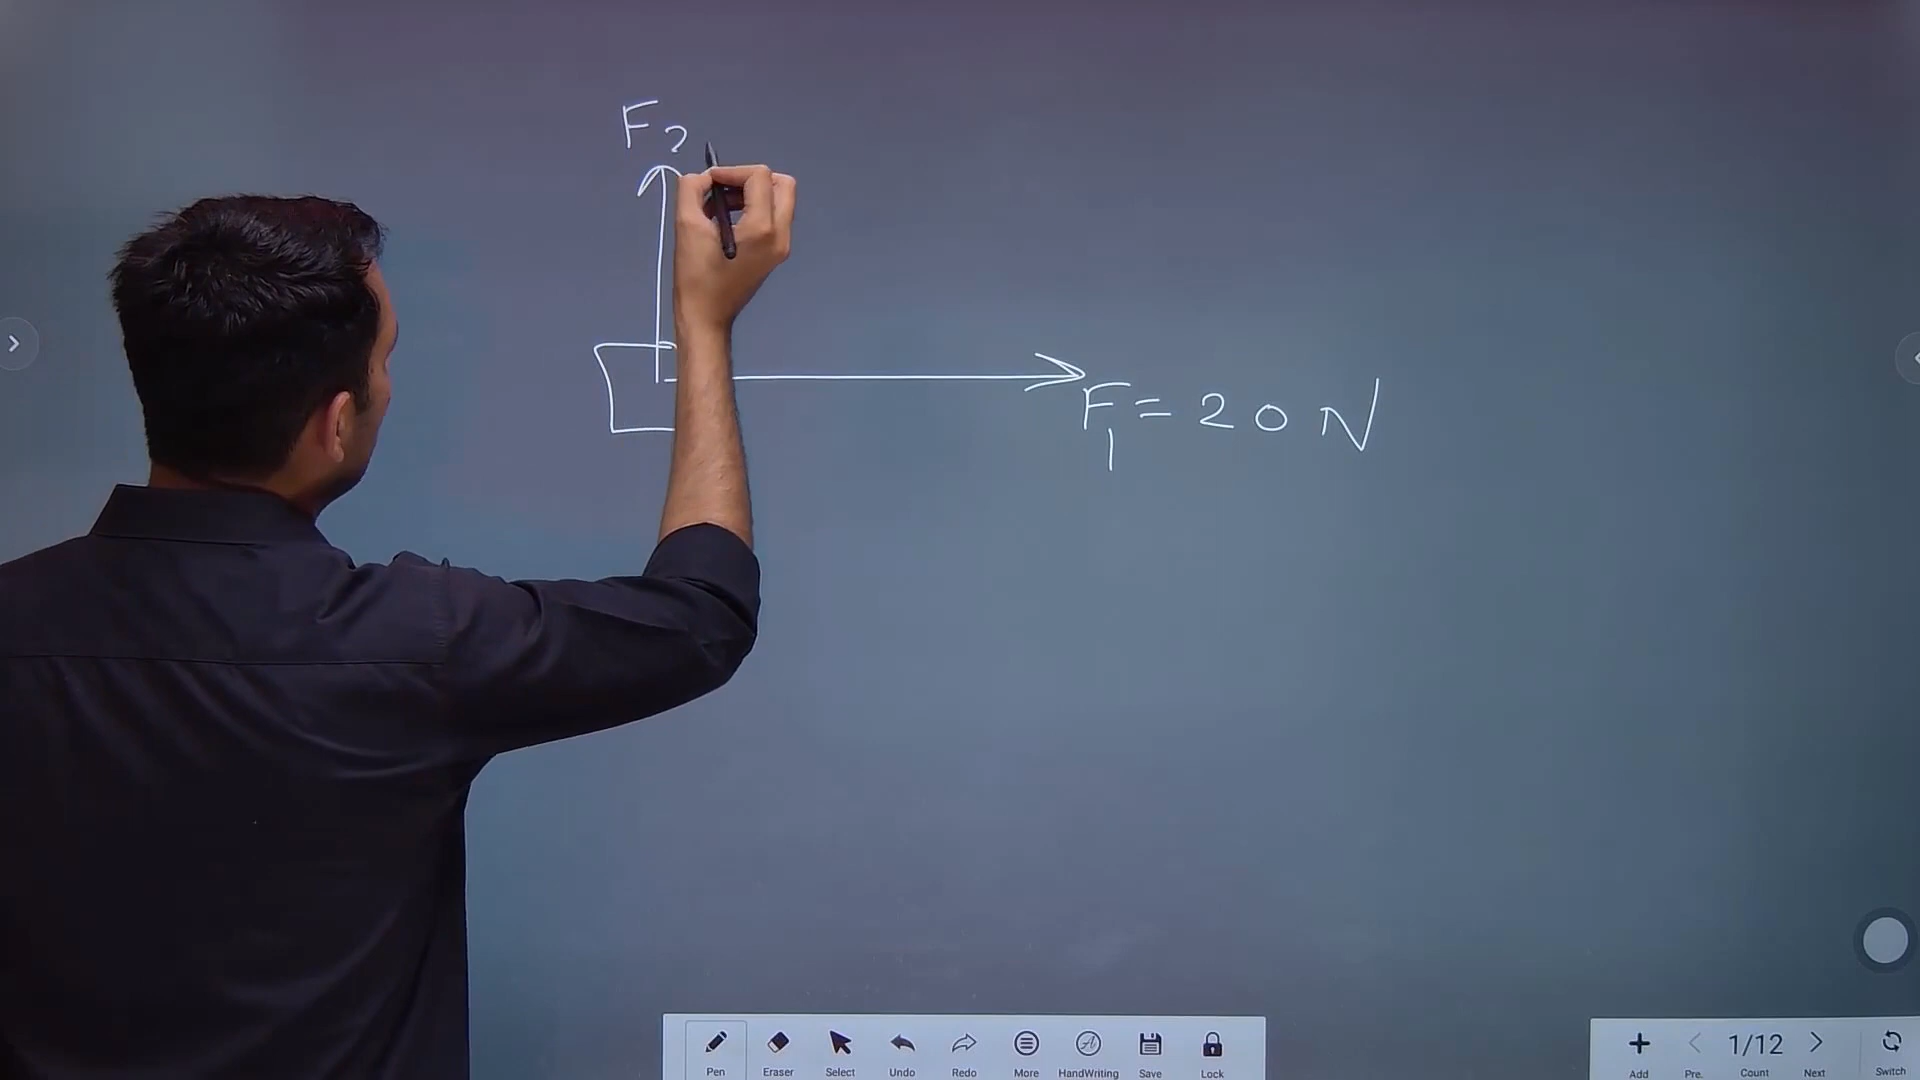 F2
F1 = 20 N
Pen Eraser Select Undo Redo More HandWriting Save Lock
Add Pre. 1/12 Count Next Switch